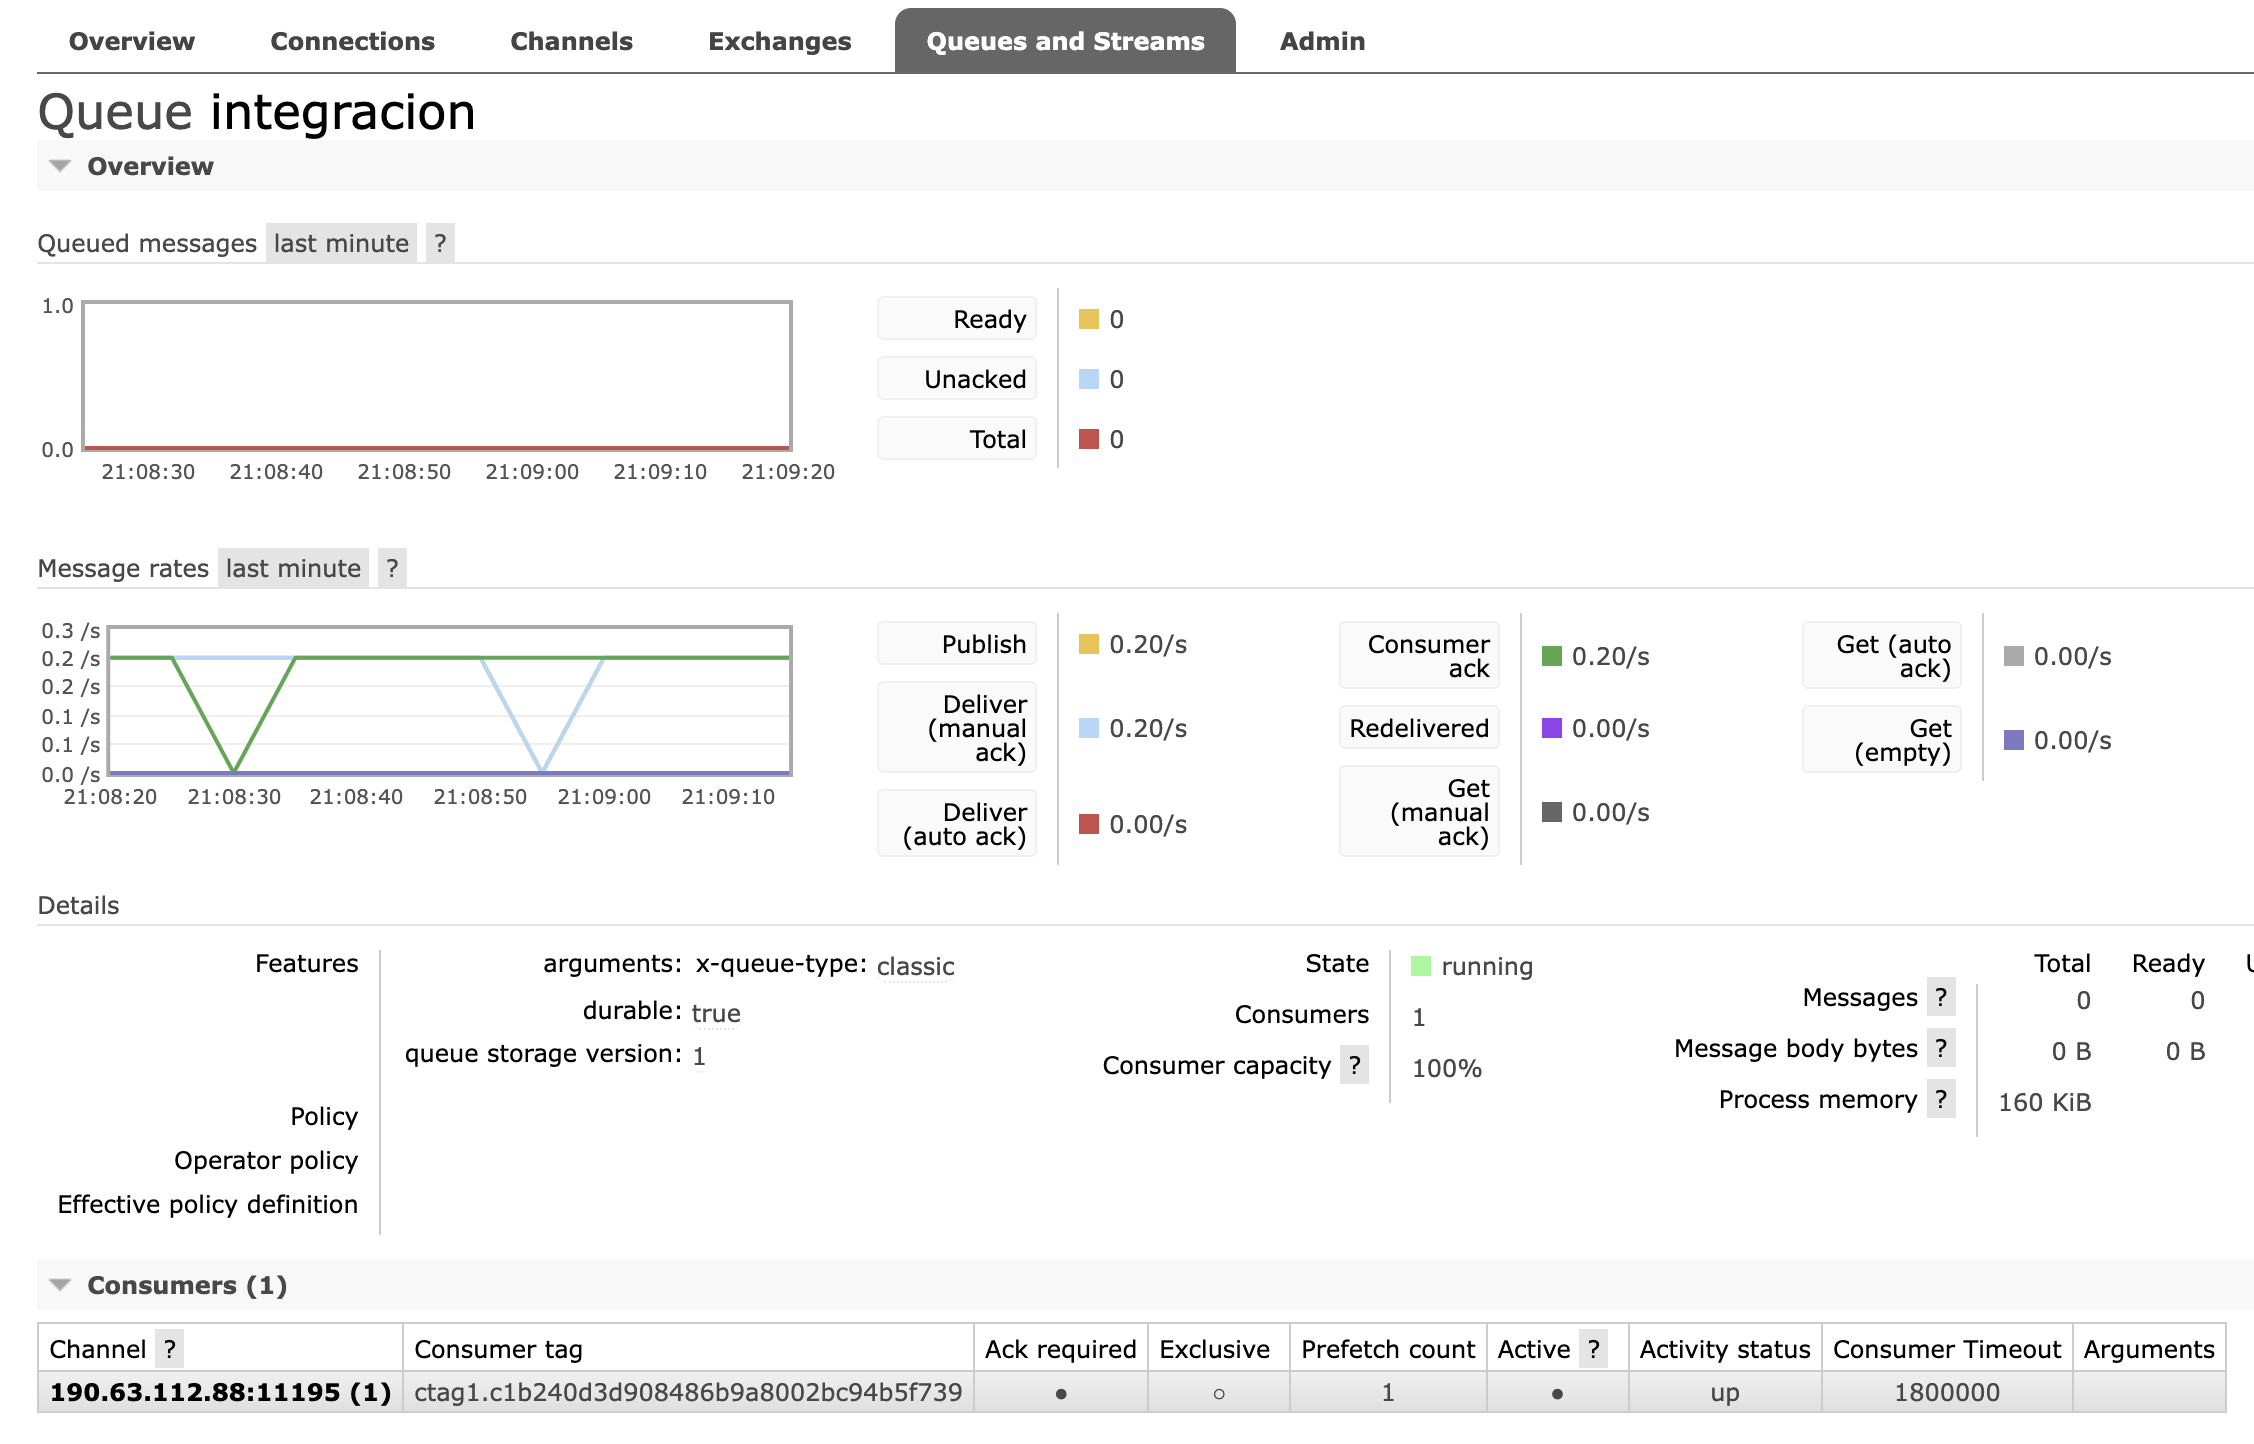 Overview Connections Channels Exchanges Queues and Streams Admin
Queue integracion
Overview
Queued messages last minute ?
1.0
0.0
21:08:30 21:08:40 21:08:50 21:09:00 21:09:10 21:09:20
Ready 0
Unacked 0
Total 0
Message rates last minute ?
0.3 /s
0.2 /s
0.2 /s
0.1 /s
0.1 /s
0.0 /s
21:08:20 21:08:30 21:08:40 21:08:50 21:09:00 21:09:10
Publish 0.20/s
Deliver
(manual 0.20/s
ack)
Deliver
(auto ack) 0.00/s
Consumer
ack 0.20/s
Redelivered 0.00/s
Get
(manual 0.00/s
ack)
Get (auto
ack) 0.00/s
Get
(empty) 0.00/s
Details
Features
arguments: x-queue-type: classic
durable: true
queue storage version: 1
Policy
Operator policy
Effective policy definition
State running
Consumers 1
Consumer capacity ? 100%
Total Ready
Messages ? 0 0
Message body bytes ? 0 B 0 B
Process memory ? 160 KiB
Consumers (1)
Channel ? Consumer tag Ack required Exclusive Prefetch count Active ? Activity status Consumer Timeout Arguments
190.63.112.88:11195 (1) ctag1.c1b240d3d908486b9a8002bc94b5f739 ● ○ 1 ● up 1800000